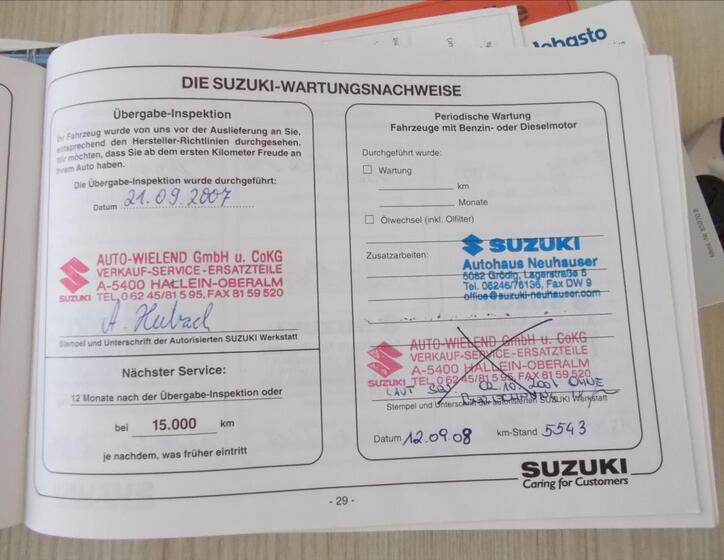 Webasto
DIE SUZUKI-WARTUNGSNACHWEISE
Übergabe-Inspektion
Ihr Fahrzeug wurde von uns vor der Auslieferung an Sie,
entsprechend den Hersteller-Richtlinien durchgesehen.
Wir möchten, dass Sie ab dem ersten Kilometer Freude an
Ihrem Auto haben.
Die Übergabe-Inspektion wurde durchgeführt:
Datum 21.09.2007
AUTO-WIELEND GmbH u. CoKG
VERKAUF-SERVICE-ERSATZTEILE
A-5400 HALLEIN-OBERALM
SUZUKI TEL. 0 62 45/81 5 95, FAX 81 59 520
Stempel und Unterschrift der Autorisierten SUZUKI Werkstatt
Nächster Service:
12 Monate nach der Übergabe-Inspektion oder
bei 15.000 km
je nachdem, was früher eintritt
Periodische Wartung
Fahrzeuge mit Benzin- oder Dieselmotor
Durchgeführt wurde:
Wartung
km
Monate
Ölwechsel (inkl. Ölfilter)
Zusatzarbeiten:
SUZUKI
Autohaus Neuhauser
5082 Grödig, Lagerstraße 5
Tel. 06246/76136, Fax DW 9
office@suzuki-neuhauser.com
AUTO-WIELEND GmbH u. CoKG
VERKAUF-SERVICE-ERSATZTEILE
A-5400 HALLEIN-OBERALM
SUZUKI TEL. 0 62 45/81 5 95, FAX 81 59 520
LAUT OHNE
Stempel und Unterschrift der autorisierten SUZUKI Werkstatt
Datum 12.09.08 km-Stand 5543
SUZUKI
Caring for Customers
- 29 -